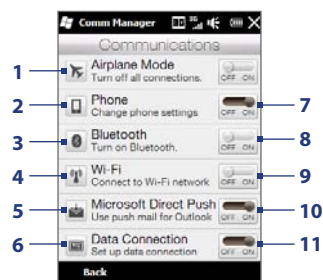 Comm Manager
Communications
1 Airplane Mode
Turn off all connections.
OFF ON
2 Phone
Change phone settings
OFF ON 7
3 Bluetooth
Turn on Bluetooth.
OFF ON 8
4 Wi-Fi
Connect to Wi-Fi network
OFF ON 9
5 Microsoft Direct Push
Use push mail for Outlook
OFF ON 10
6 Data Connection
Set up data connection
OFF ON 11
Back